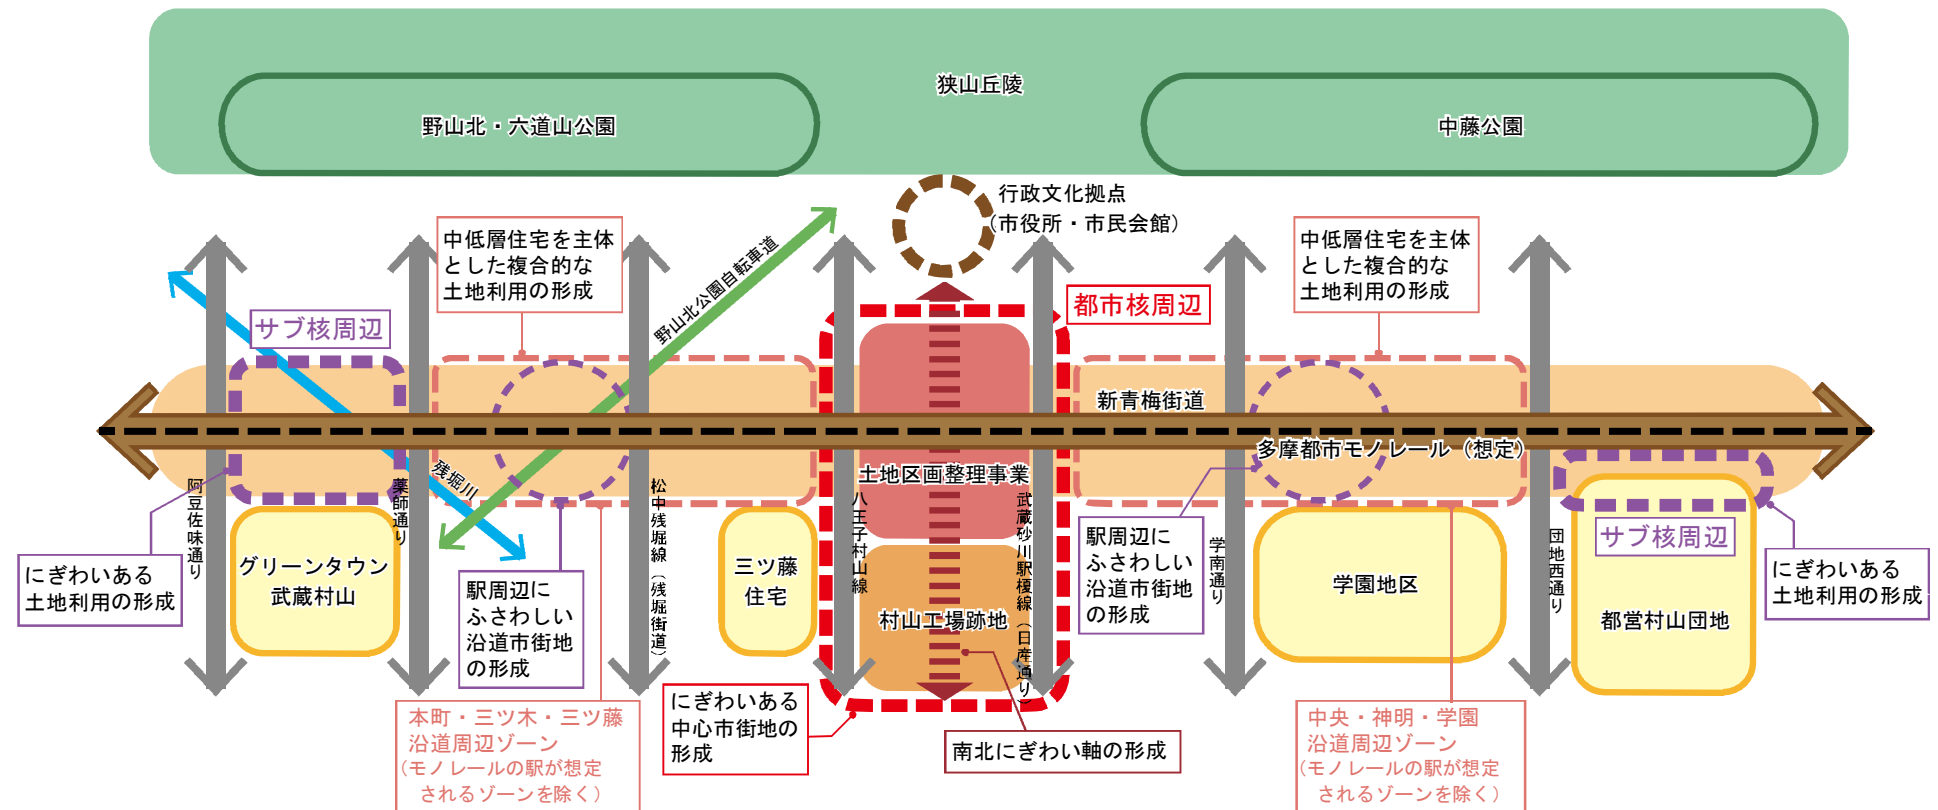 狭山丘陵
野山北・六道山公園
中藤公園
行政文化拠点
(市役所・市民会館)
中低層住宅を主体
とした複合的な
土地利用の形成
野山北公園自転車道
中低層住宅を主体
とした複合的な
土地利用の形成
サブ核周辺
都市核周辺
新青梅街道
多摩都市モノレール（想定）
残堀川
土地区画整理事業
阿豆佐味通り
薬師通り
松中残堀線（残堀街道）
八王子村山線
武蔵砂川駅榎線（日産通り）
学南通り
団地西通り
サブ核周辺
にぎわいある
土地利用の形成
グリーンタウン
武蔵村山
駅周辺に
ふさわしい
沿道市街地
の形成
三ツ藤
住宅
村山工場跡地
駅周辺に
ふさわしい
沿道市街地
の形成
学園地区
都営村山団地
にぎわいある
土地利用の形成
本町・三ツ木・三ツ藤
沿道周辺ゾーン
(モノレールの駅が想定
されるゾーンを除く)
にぎわいある
中心市街地の
形成
南北にぎわい軸の形成
中央・神明・学園
沿道周辺ゾーン
(モノレールの駅が想定
されるゾーンを除く)